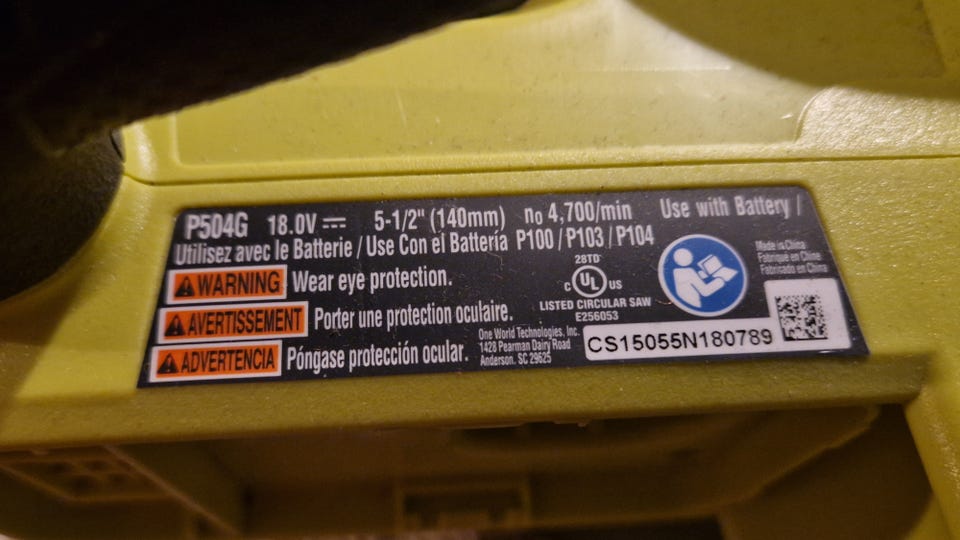 P504G 18.0V ⎓ 5-1/2" (140mm) no 4,700/min Use with Battery /
Utilisez avec le Batterie / Use Con el Batterîa P100 / P103 / P104
⚠WARNING Wear eye protection.
⚠AVERTISSEMENT Porter une protection oculaire.
⚠ADVERTENCIA Póngase protección ocular.
28TD
C UL US
LISTED CIRCULAR SAW
E256053
One World Technologies, Inc.
1428 Pearman Dairy Road
Anderson. SC 29625
Made in China
Fabriqué en Chine
Fabricado en China
CS15055N180789